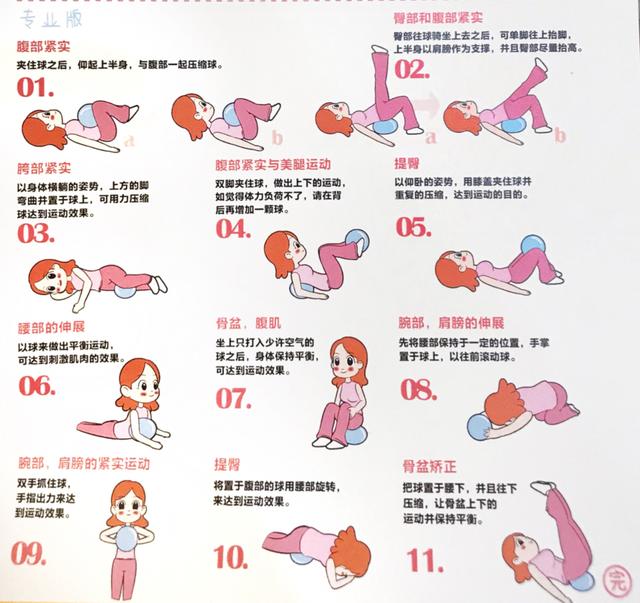 专业版
腹部紧实
夹住球之后，仰起上半身，与腹部一起压缩球。
01.
a
b
臀部和腰部紧实
臀部往球骑坐上去之后，可单脚往上抬脚，
上半身以肩膀作为支撑，并且臀部尽量抬高。
02.
a
b
胯部紧实
以身体横躺的姿势，上方的脚
弯曲并置于球上，可用力压缩
球达到运动效果。
03.
腹部紧实与美腿运动
双脚夹住球，做出上下的运动，
如觉得体力负荷不了，请在背
后再增加一颗球。
04.
提臀
以仰卧的姿势，用膝盖夹住球并
重复的压缩，达到运动的目的。
05.
腰部的伸展
以球来做出平衡运动，
可达到刺激肌肉的效果。
06.
骨盆，腹肌
坐上只打入少许空气的
球之后，身体保持平衡，
可达到运动效果。
07.
腕部，肩膀的伸展
先将腰部保持于一定的位置，手掌
置于球上，以往前滚动球。
08.
腕部，肩膀的紧实运动
双手抓住球，
手指出力来达
到运动效果。
09.
提臀
将置于腹部的球用腰部旋转，
来达到运动效果。
10.
骨盆矫正
把球置于腰下，并且往下
压缩，让骨盆上下的
运动并保持平衡。
11.
完